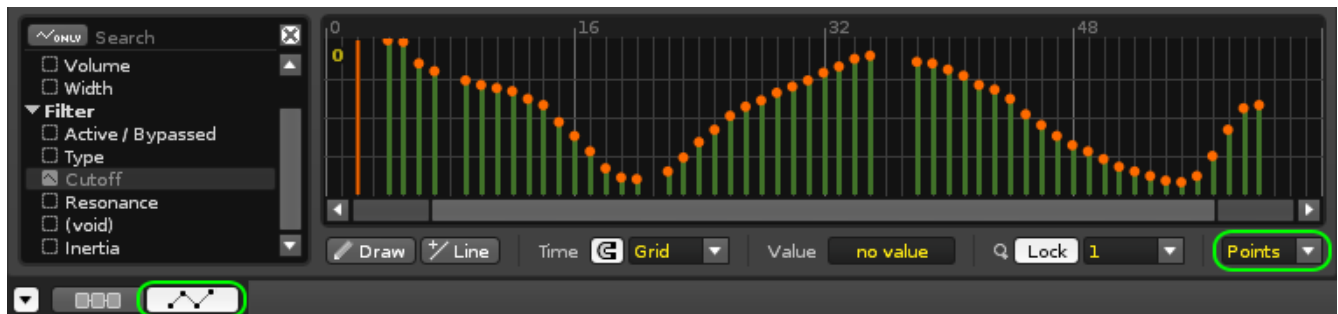 ONLY Search
Volume
Width
Filter
Active / Bypassed
Type
Cutoff
Resonance
(void)
Inertia
0 16 32 48
0
Draw +/ Line Time Grid Value no value Lock 1 Points